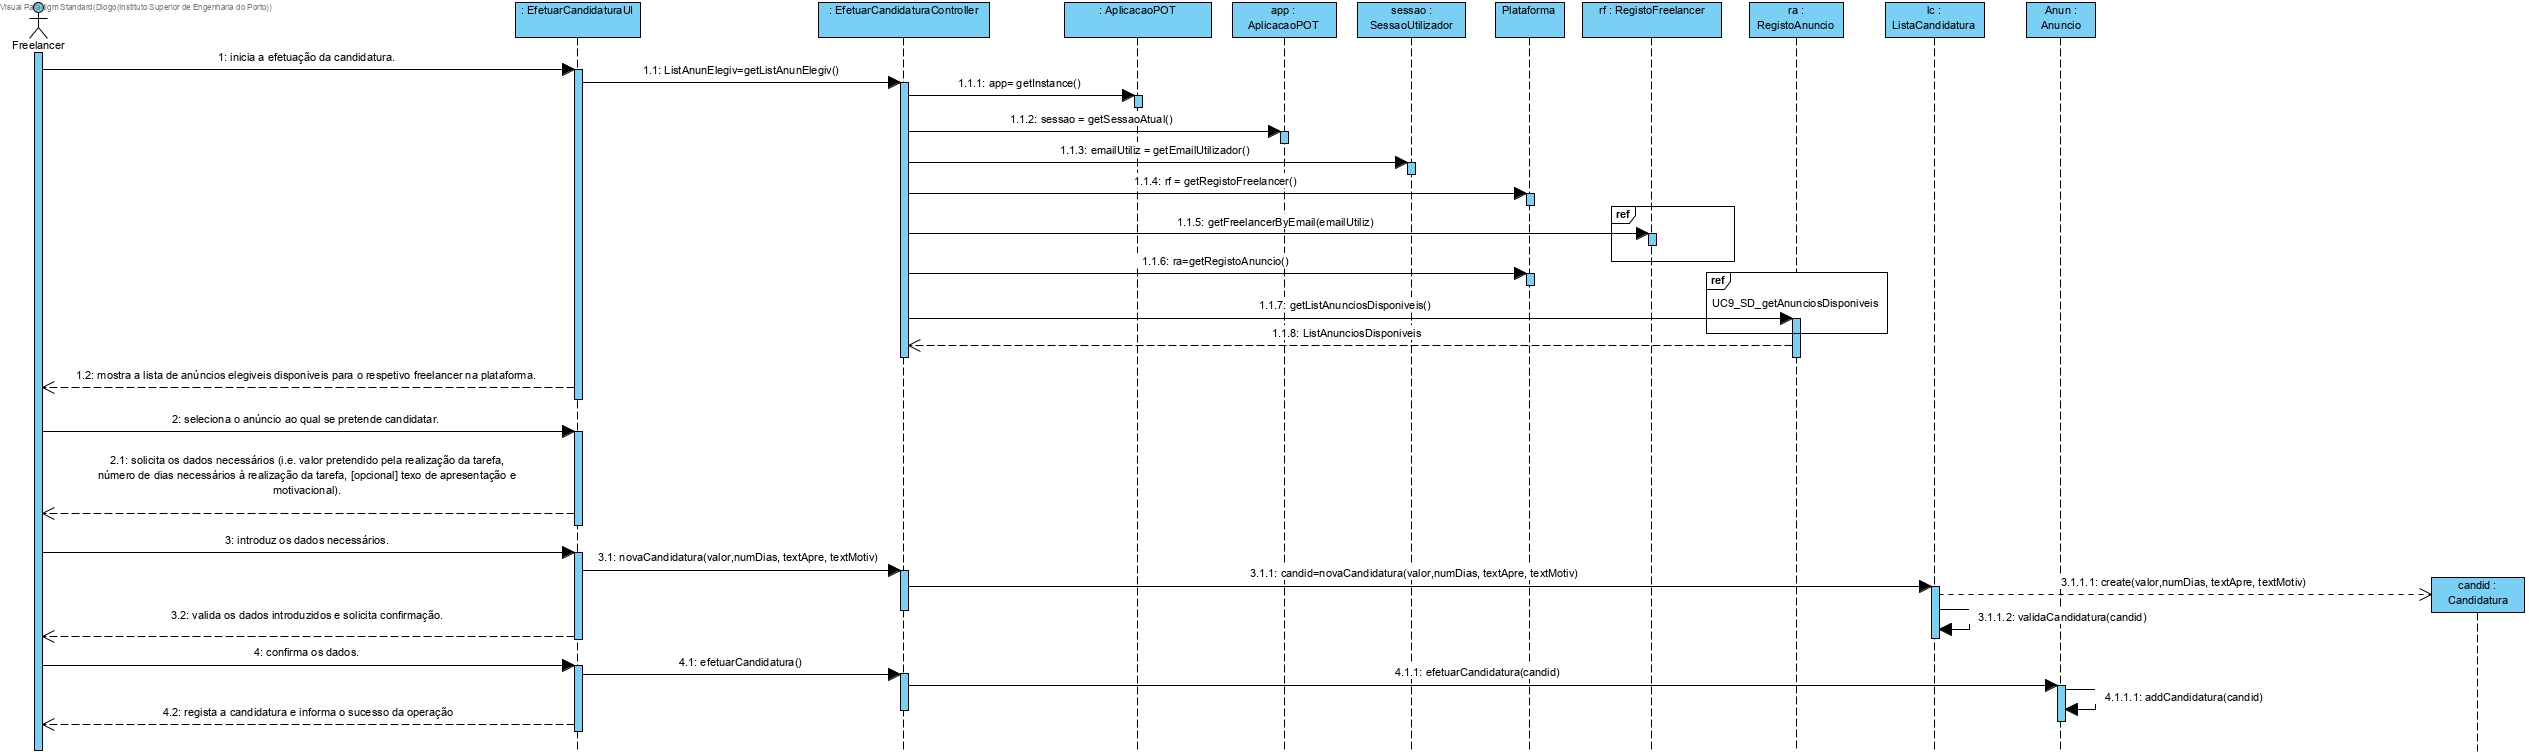 Visual Paradigm Standard(Diogo(Instituto Superior de Engenharia do Porto))
Freelancer
: EfetuarCandidaturaUI
: EfetuarCandidaturaController
: AplicacaoPOT
app :
AplicacaoPOT
sessao :
SessaoUtilizador
Plataforma
rf : RegistoFreelancer
ra :
RegistoAnuncio
lc :
ListaCandidatura
Anun :
Anuncio
1: inicia a efetuação da candidatura.
1.1: ListAnunElegiv=getListAnunElegiv()
1.1.1: app= getInstance()
1.1.2: sessao = getSessaoAtual()
1.1.3: emailUtiliz = getEmailUtilizador()
1.1.4: rf = getRegistoFreelancer()
ref
1.1.5: getFreelancerByEmail(emailUtiliz)
1.1.6: ra=getRegistoAnuncio()
ref
UC9_SD_getAnunciosDisponiveis
1.1.7: getListAnunciosDisponiveis()
1.1.8: ListAnunciosDisponiveis
1.2: mostra a lista de anúncios elegiveis disponiveis para o respetivo freelancer na plataforma.
2: seleciona o anúncio ao qual se pretende candidatar.
2.1: solicita os dados necessários (i.e. valor pretendido pela realização da tarefa,
número de dias necessários à realização da tarefa, [opcional] texo de apresentação e
motivacional).
3: introduz os dados necessários.
3.1: novaCandidatura(valor,numDias, textApre, textMotiv)
3.1.1: candid=novaCandidatura(valor,numDias, textApre, textMotiv)
3.1.1.1: create(valor,numDias, textApre, textMotiv)
candid :
Candidatura
3.1.1.2: validaCandidatura(candid)
3.2: valida os dados introduzidos e solicita confirmação.
4: confirma os dados.
4.1: efetuarCandidatura()
4.1.1: efetuarCandidatura(candid)
4.1.1.1: addCandidatura(candid)
4.2: regista a candidatura e informa o sucesso da operação